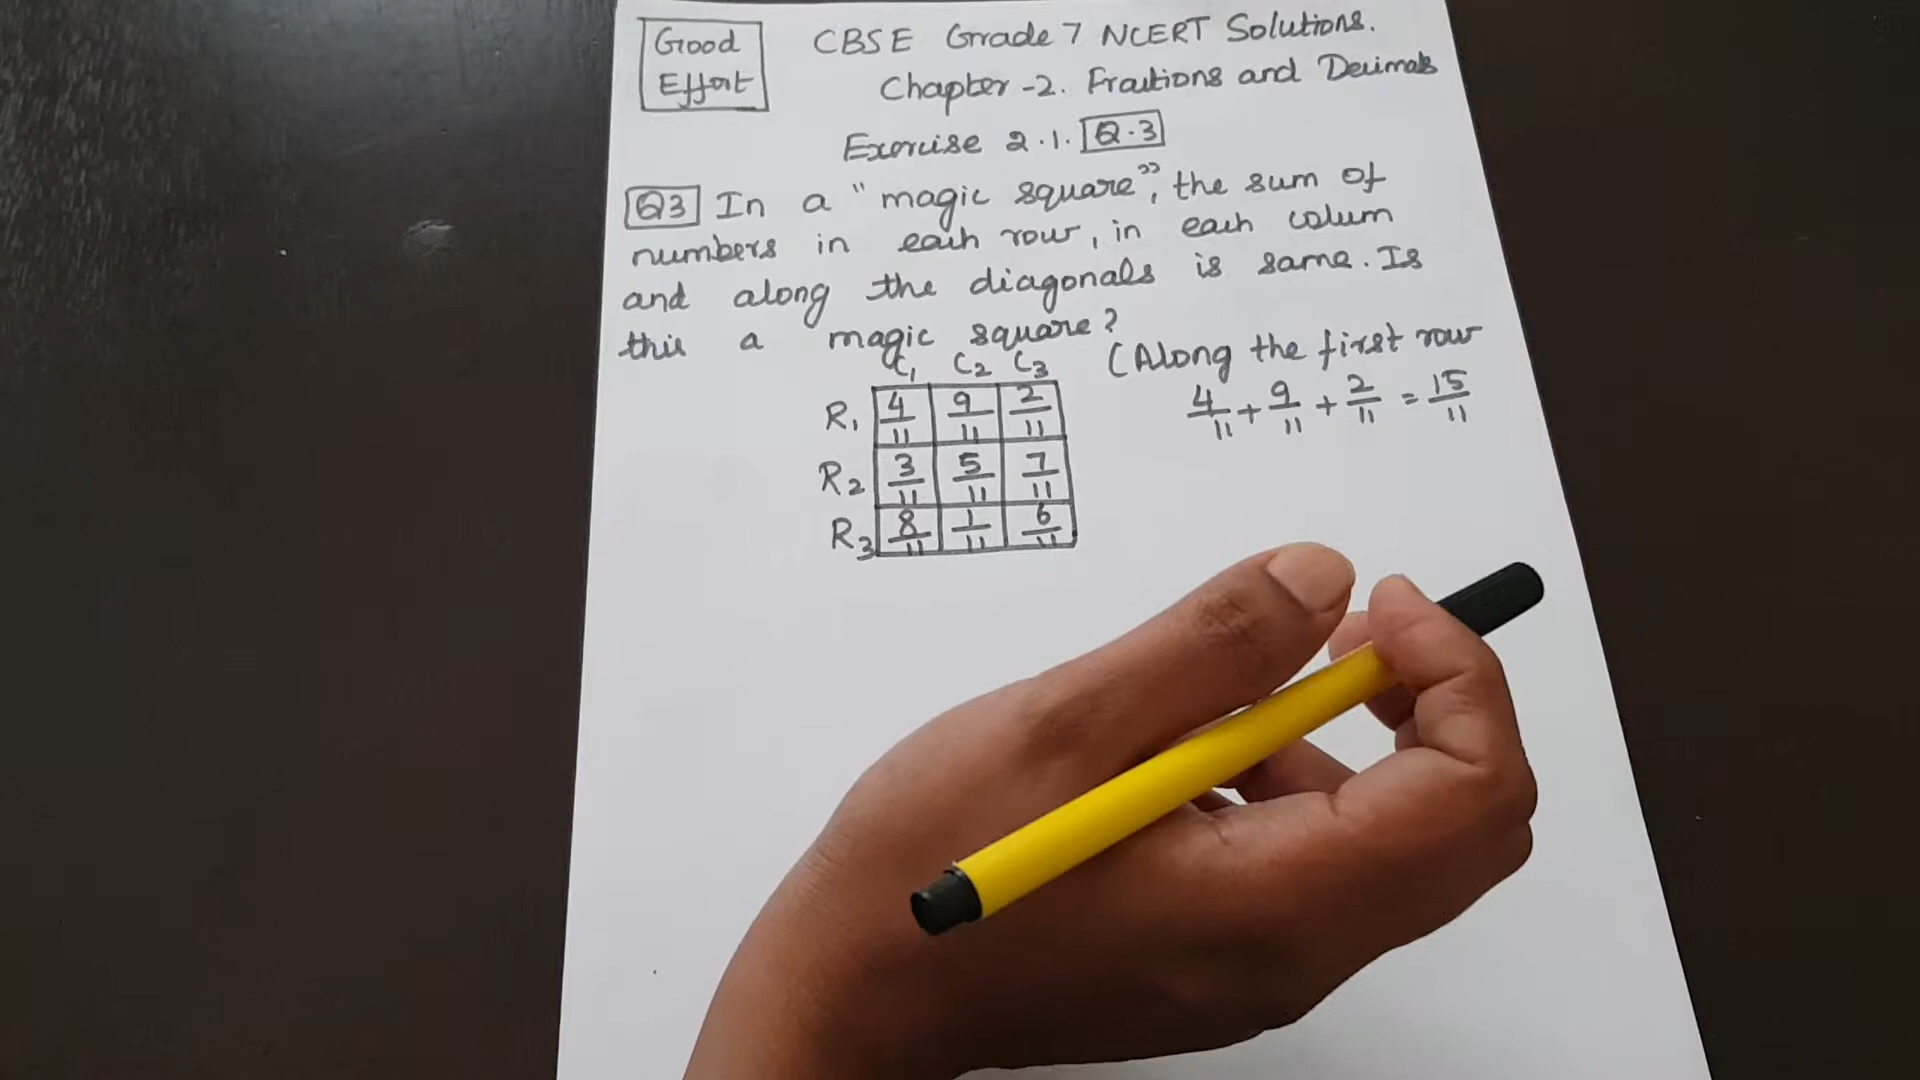 Good
Effort
CBSE Grade 7 NCERT Solutions.
Chapter -2. Fractions and Decimals
Exercise 2.1. Q.3
Q3 In a "magic square", the sum of
numbers in each row, in each colum
and along the diagonals is same. Is
this a magic square?
(Along the first row
4/11 + 9/11 + 2/11 = 15/11
C1 C2 C3
R1 4/11 9/11 2/11
R2 3/11 5/11 7/11
R3 8/11 1/11 6/11